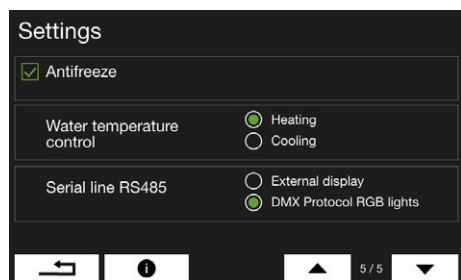 Settings
Antifreeze
Water temperature
control
Heating
Cooling
Serial line RS485
External display
DMX Protocol RGB lights
i
5/5